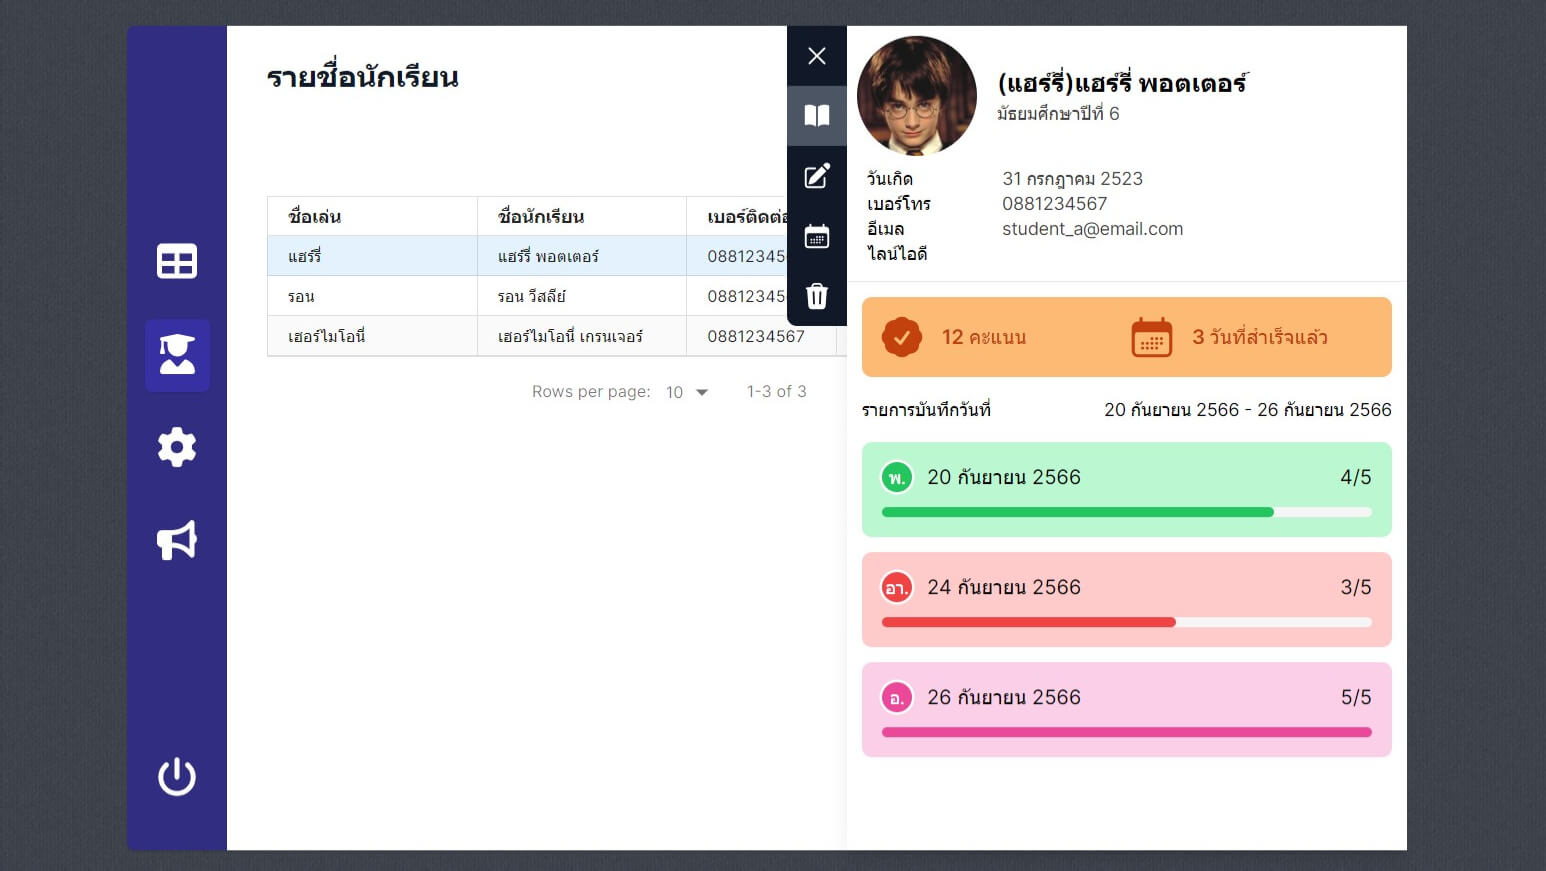 รายชื่อนักเรียน
ชื่อเล่น ชื่อนักเรียน เบอร์ติดต่อ
แฮร์รี่ แฮร์รี่ พอตเตอร์ 08812345
รอน รอน วีสลีย์ 08812345
เฮอร์ไมโอนี่ เฮอร์ไมโอนี่ เกรนเจอร์ 0881234567
Rows per page: 10 1-3 of 3
(แฮร์รี่)แฮร์รี่ พอตเตอร์
มัธยมศึกษาปีที่ 6
วันเกิด 31 กรกฎาคม 2523
เบอร์โทร 0881234567
อีเมล student_a@email.com
ไลน์ไอดี
12 คะแนน 3 วันที่สำเร็จแล้ว
รายการบันทึกวันที่ 20 กันยายน 2566 - 26 กันยายน 2566
พ. 20 กันยายน 2566 4/5
อา. 24 กันยายน 2566 3/5
อ. 26 กันยายน 2566 5/5